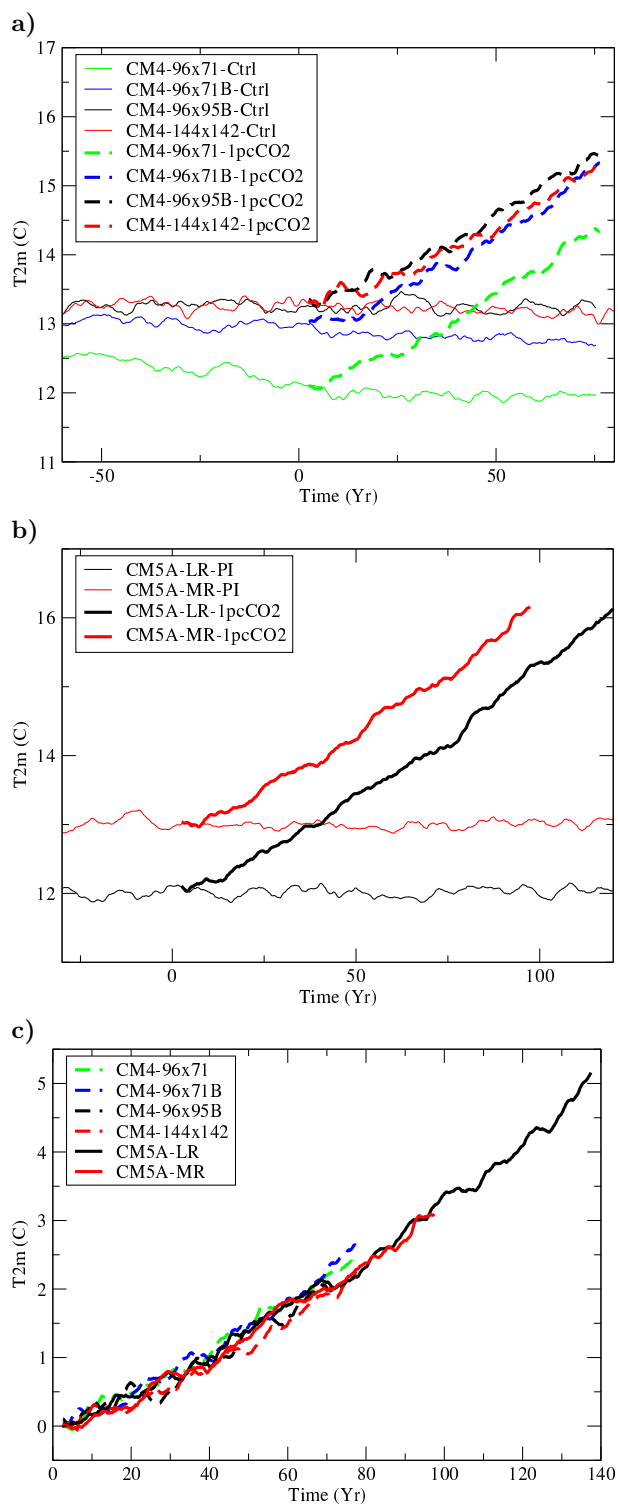 a)
17
16
15
14
13
12
11
T2m (C)
CM4-96x71-Ctrl
CM4-96x71B-Ctrl
CM4-96x95B-Ctrl
CM4-144x142-Ctrl
CM4-96x71-1pcCO2
CM4-96x71B-1pcCO2
CM4-96x95B-1pcCO2
CM4-144x142-1pcCO2
-50 0 50
Time (Yr)
b)
16
14
12
T2m (C)
CM5A-LR-PI
CM5A-MR-PI
CM5A-LR-1pcCO2
CM5A-MR-1pcCO2
0 50 100
Time (Yr)
c)
5
4
3
2
1
0
T2m (C)
CM4-96x71
CM4-96x71B
CM4-96x95B
CM4-144x142
CM5A-LR
CM5A-MR
0 20 40 60 80 100 120 140
Time (Yr)